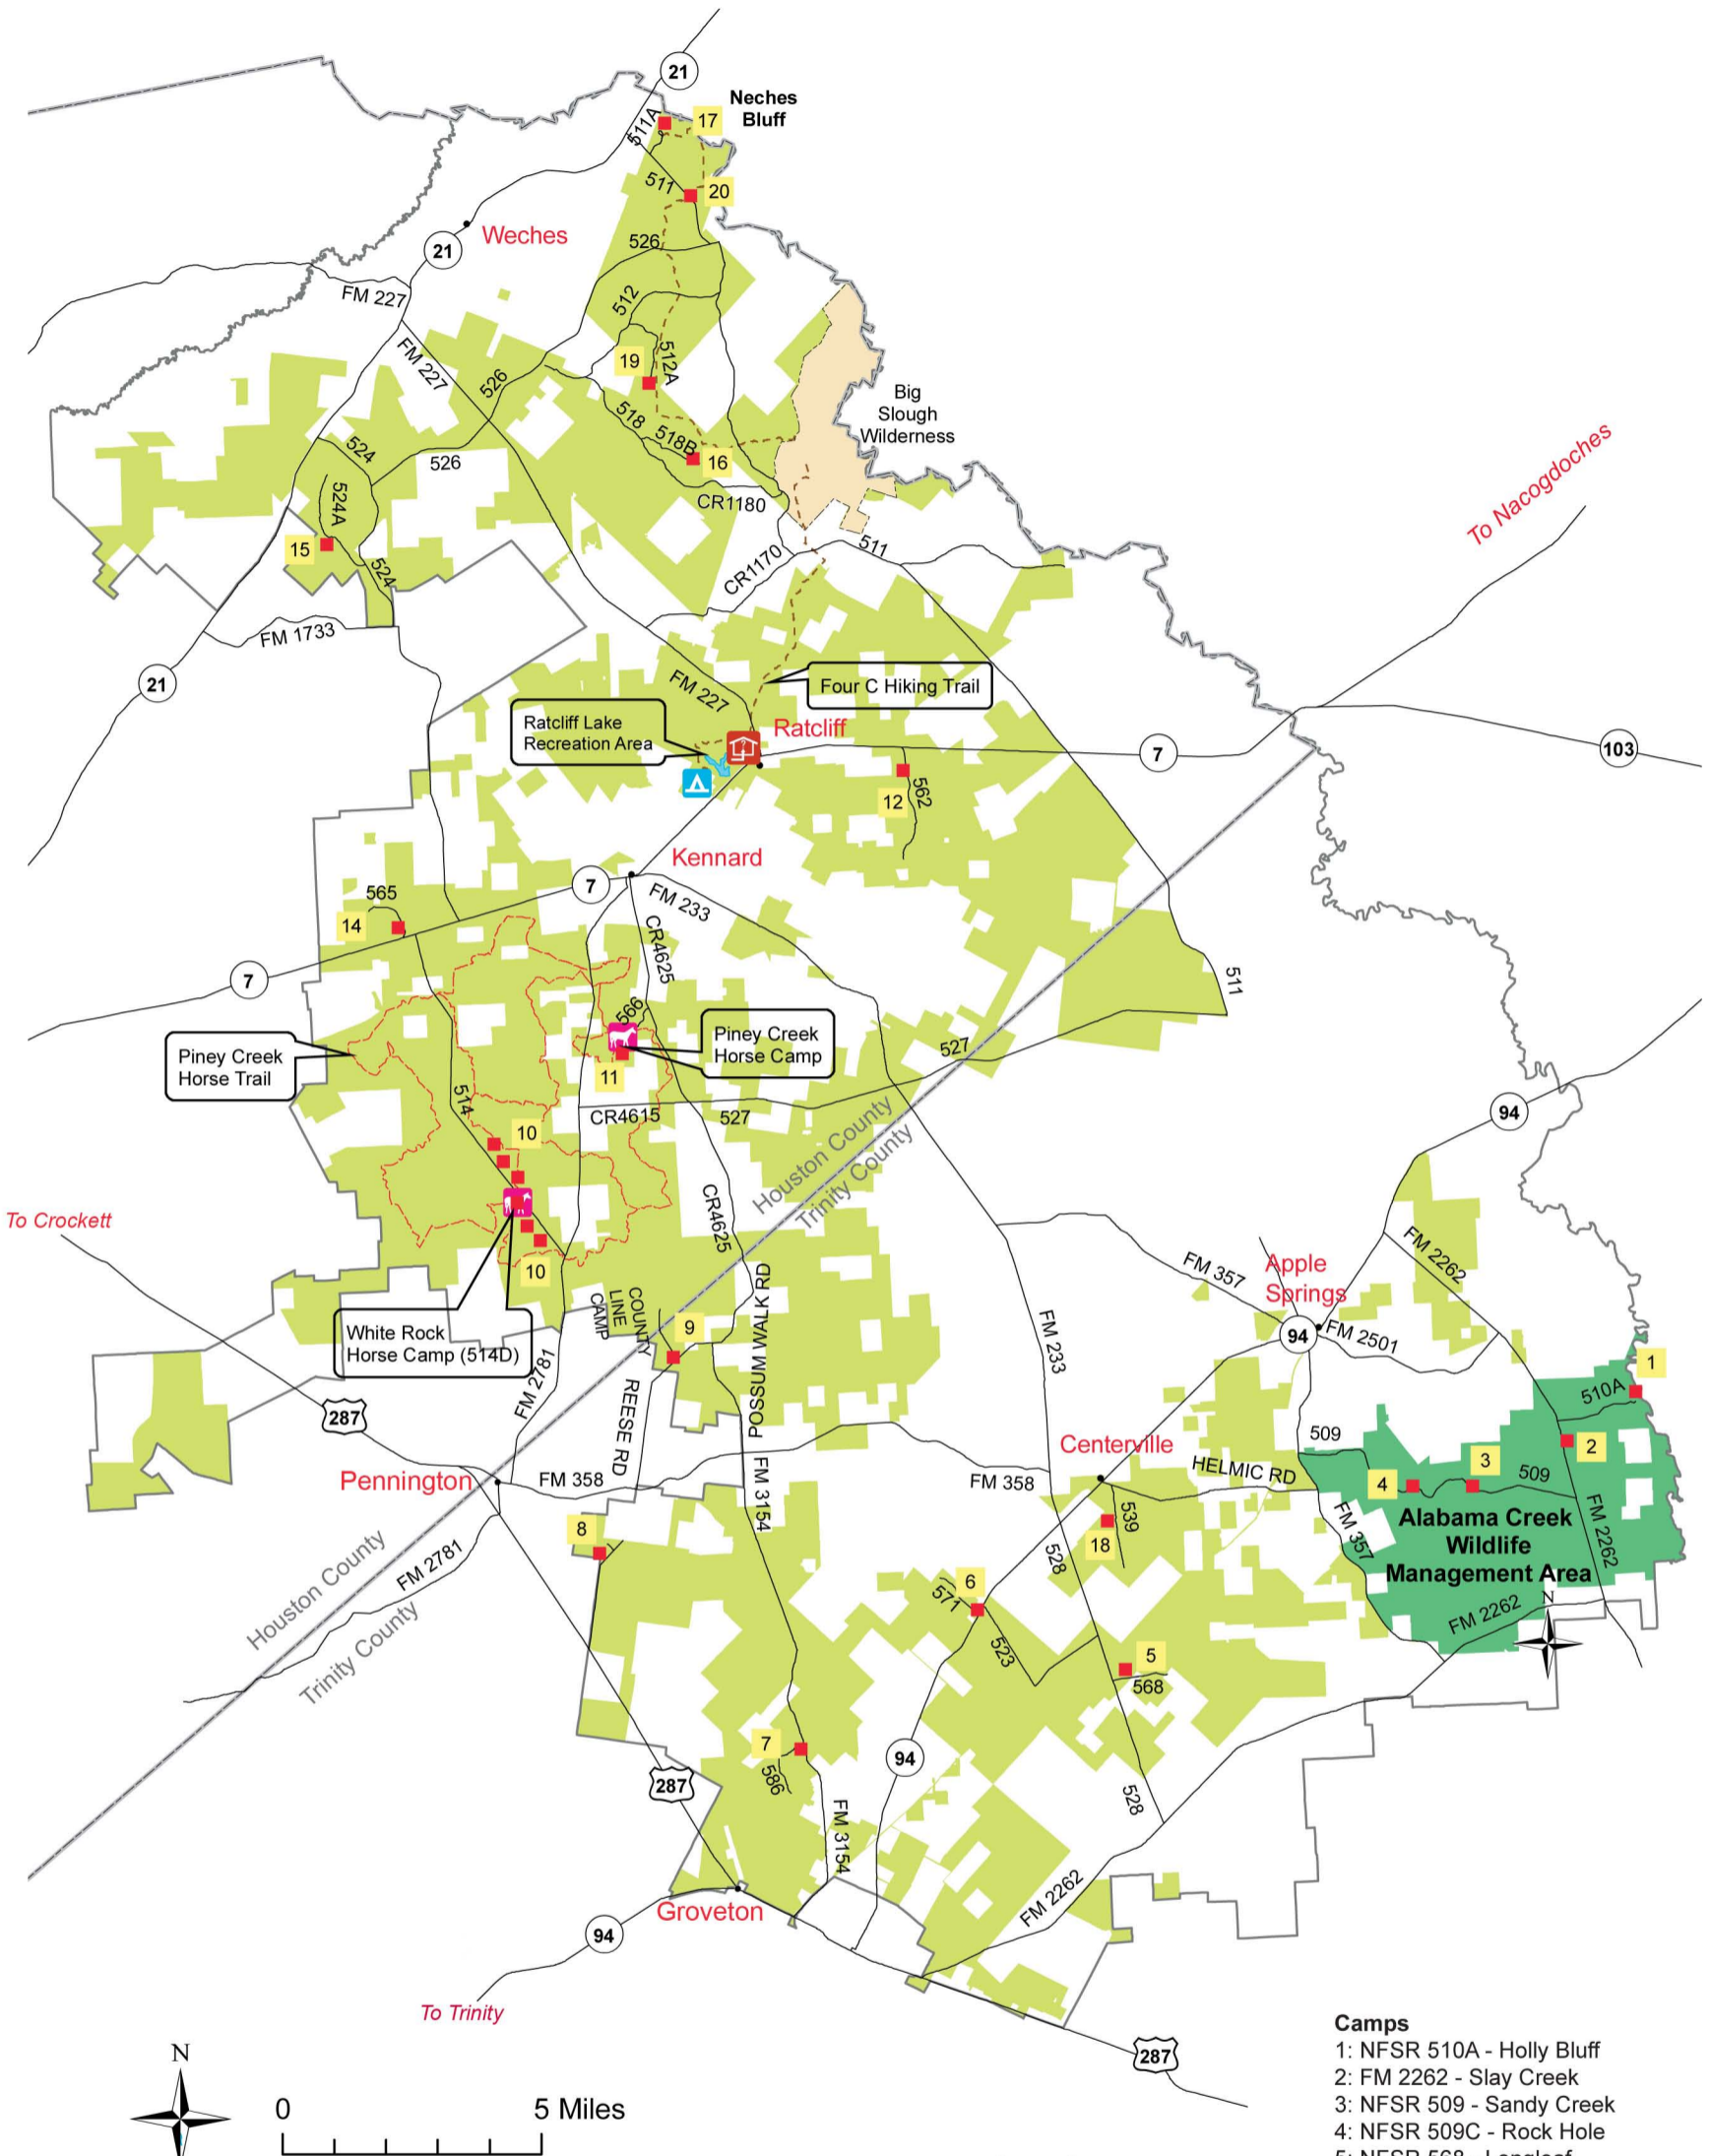 21
511A
17
Neches
Bluff
511
20
Weches
21
526
FM 227
512
FM 227
19
512A
526
Big
Slough
Wilderness
518
518B
16
524
526
CR1180
To Nacogdoches
524A
15
511
524
CR1170
FM 1733
21
FM 227
Four C Hiking Trail
Ratcliff Lake
Recreation Area
Ratcliff
7
103
562
12
Kennard
7
FM 233
565
14
CR4625
7
511
566
Piney Creek
Horse Camp
Piney Creek
Horse Trail
11
527
514
CR4615
527
94
10
Houston County
Trinity County
CR4625
To Crockett
10
FM 357
Apple
Springs
FM 2262
COUNTY
LINE
CAMP
POSSUM WALK RD
9
White Rock
Horse Camp (514D)
94
FM 2501
FM 233
1
FM 2781
REESE RD
510A
287
509
2
Centerville
3
Pennington
FM 358
FM 358
HELMIC RD
4
509
FM 3154
539
Alabama Creek
Wildlife
Management Area
FM 357
FM 2262
8
18
528
Houston County
FM 2781
6
571
FM 2262
N
Trinity County
523
5
568
7
586
94
287
528
FM 3154
FM 2262
Groveton
94
To Trinity
287
N
0
5 Miles
Camps
1: NFSR 510A - Holly Bluff
2: FM 2262 - Slay Creek
3: NFSR 509 - Sandy Creek
4: NFSR 509C - Rock Hole
5: NFSR 568 - Longleaf